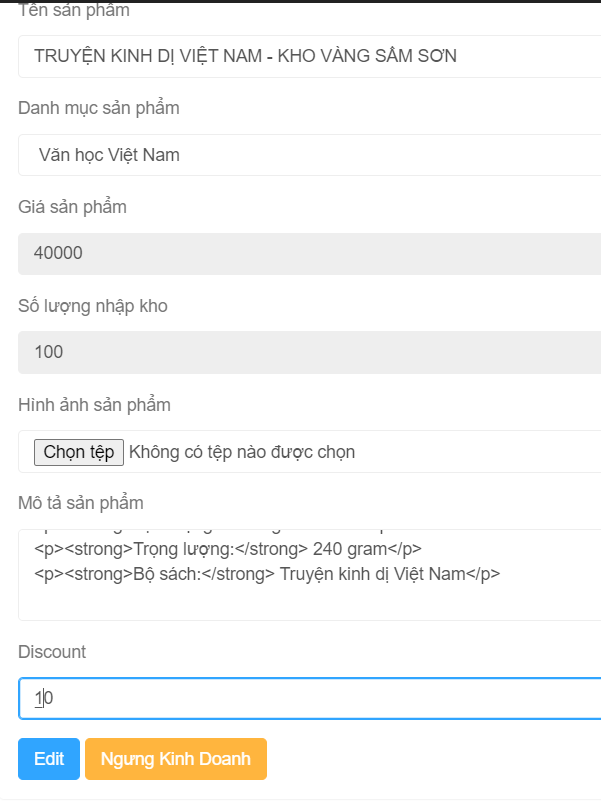 Tên sản phẩm
TRUYỆN KINH DỊ VIỆT NAM - KHO VÀNG SẦM SƠN
Danh mục sản phẩm
Văn học Việt Nam
Giá sản phẩm
40000
Số lượng nhập kho
100
Hình ảnh sản phẩm
Chọn tệp Không có tệp nào được chọn
Mô tả sản phẩm
<p><strong>Trọng lượng:</strong> 240 gram</p>
<p><strong>Bộ sách:</strong> Truyện kinh dị Việt Nam</p>
Discount
10
Edit Ngưng Kinh Doanh